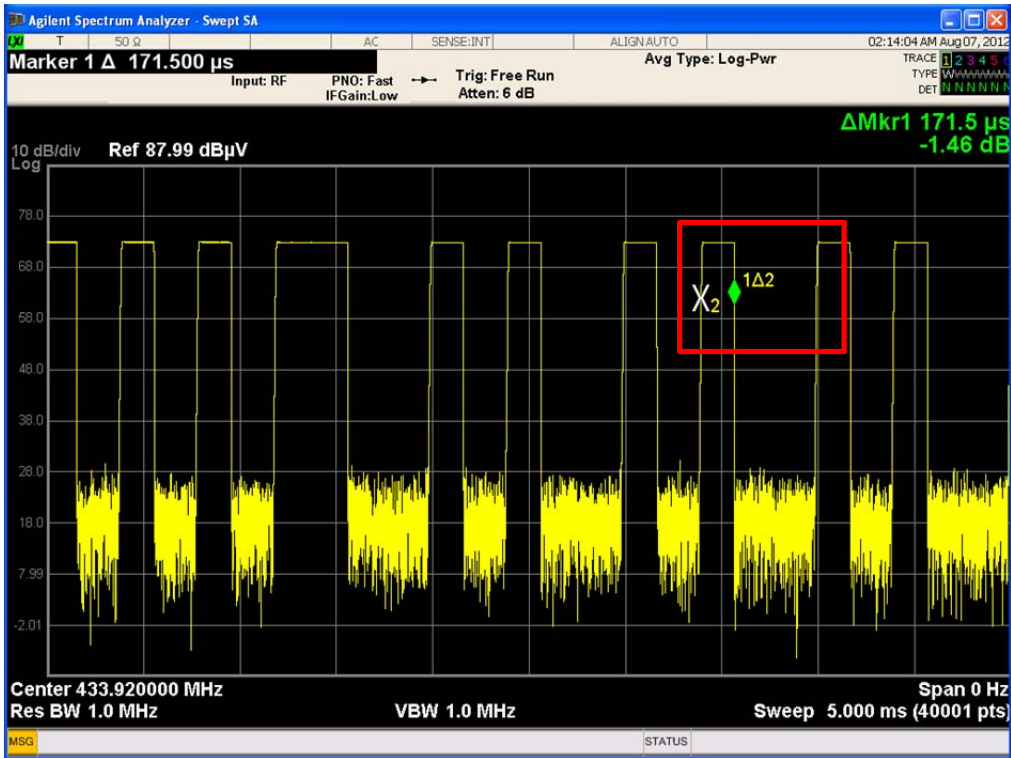 Agilent Spectrum Analyzer - Swept SA
LXI T 50 Ω AC SENSE:INT ALIGNAUTO 02:14:04 AM Aug 07, 2012
Marker 1 Δ 171.500 µs
Input: RF PNO: Fast Trig: Free Run Avg Type: Log-Pwr TRACE 1 2 3 4 5 6
IFGain:Low Atten: 6 dB TYPE
DET N N N N N N
ΔMkr1 171.5 µs
10 dB/div Ref 87.99 dBµV -1.46 dB
Log
78.0
68.0
1Δ2
X2
58.0
48.0
38.0
28.0
18.0
7.99
-2.01
Center 433.920000 MHz Span 0 Hz
Res BW 1.0 MHz VBW 1.0 MHz Sweep 5.000 ms (40001 pts)
MSG STATUS